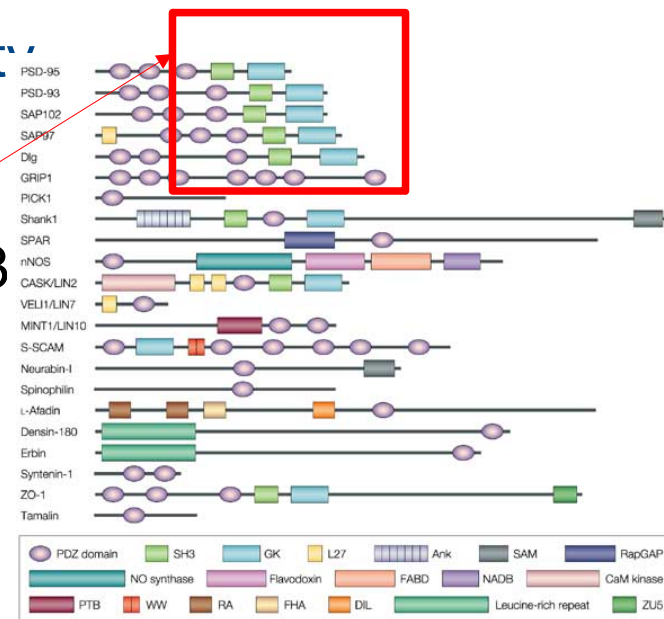 PSD-95
PSD-93
SAP102
SAP97
Dlg
GRIP1
PICK1
Shank1
SPAR
nNOS
CASK/LIN2
VELI1/LIN7
MINT1/LIN10
S-SCAM
Neurabin-I
Spinophilin
L-Afadin
Densin-180
Erbin
Syntenin-1
ZO-1
Tamalin
PDZ domain SH3 GK L27 Ank SAM RapGAP
NO synthase Flavodoxin FABD NADB CaM kinase
PTB WW RA FHA DIL Leucine-rich repeat ZU5